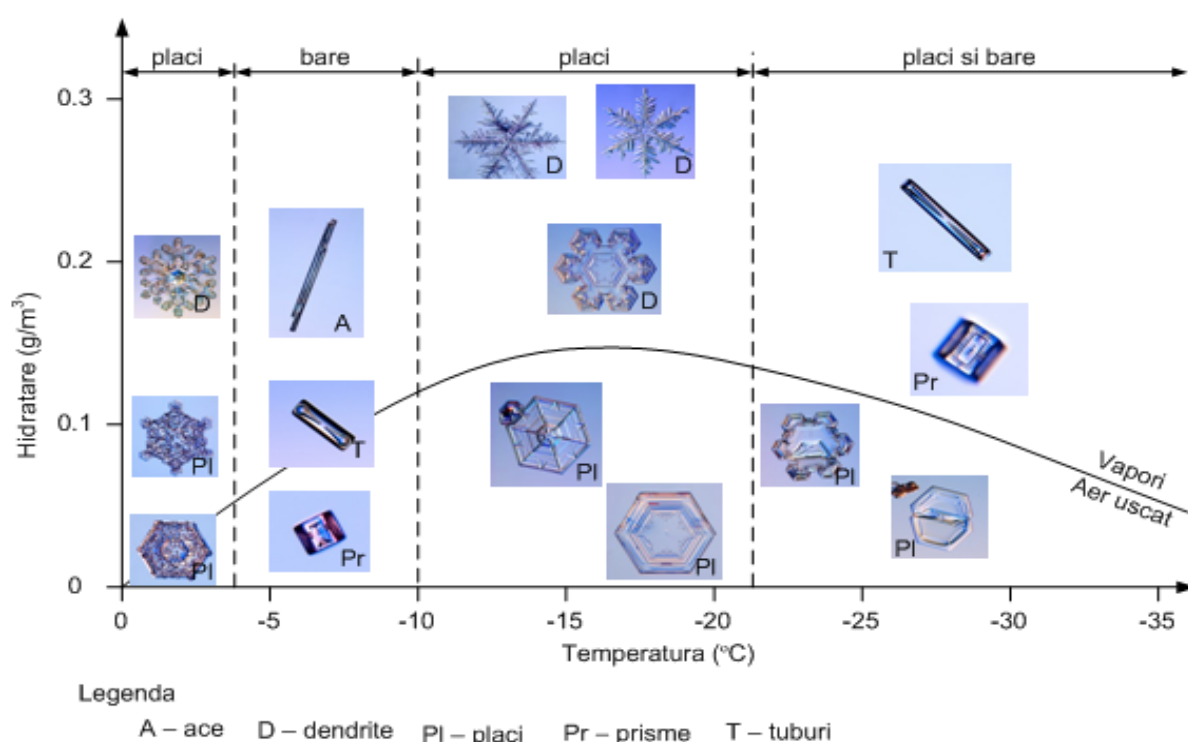 placi bare placi placi si bare
0.3
D D
T
0.2
D A D
Pr
T
0.1
Pl Pl Pl
Vapori
Aer uscat
Pl Pr Pl Pl
0
0 -5 -10 -15 -20 -25 -30 -35
Hidratare (g/m³)
Temperatura (°C)
Legenda
A – ace D – dendrite Pl – placi Pr – prisme T – tuburi